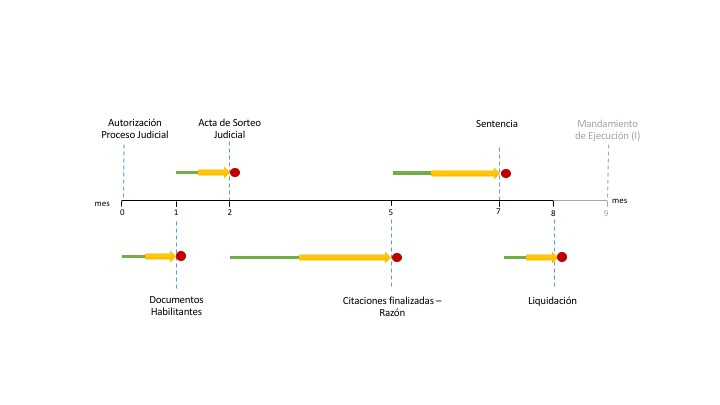 Autorización
Proceso Judicial
Acta de Sorteo
Judicial
Sentencia
Mandamiento
de Ejecución (I)
mes
mes
0
1
2
5
7
8
9
Documentos
Habilitantes
Citaciones finalizadas –
Razón
Liquidación